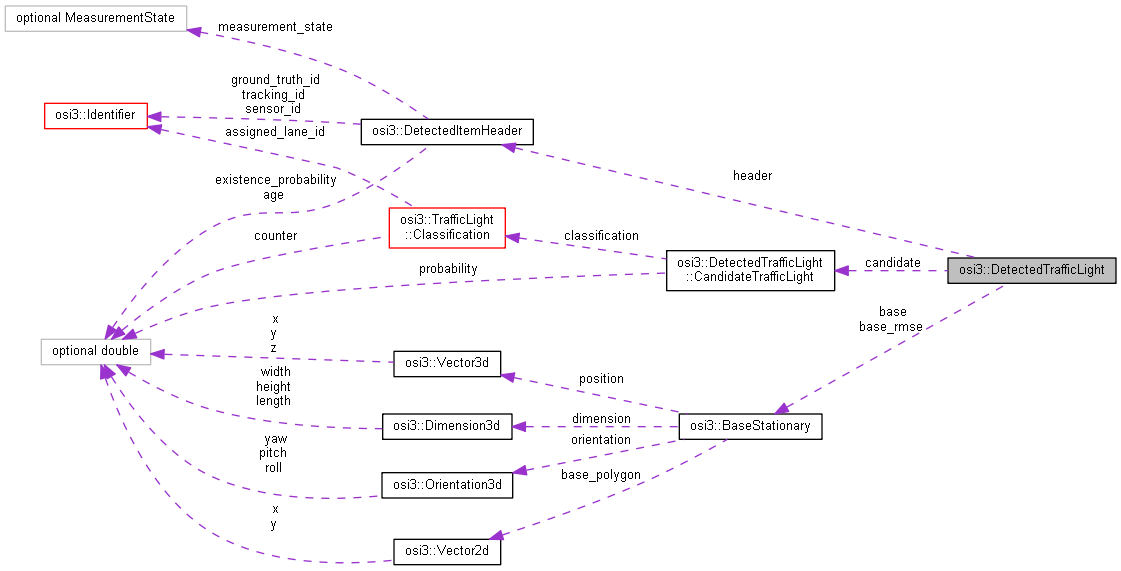 optional MeasurementState
measurement_state
ground_truth_id
tracking_id
sensor_id
osi3::Identifier
osi3::DetectedItemHeader
assigned_lane_id
header
existence_probability
age
osi3::TrafficLight
::Classification
counter
classification
osi3::DetectedTrafficLight
::CandidateTrafficLight
candidate
osi3::DetectedTrafficLight
probability
base
base_rmse
x
y
z
optional double
osi3::Vector3d
position
width
height
length
osi3::Dimension3d
dimension
osi3::BaseStationary
orientation
yaw
pitch
roll
osi3::Orientation3d
base_polygon
x
y
osi3::Vector2d